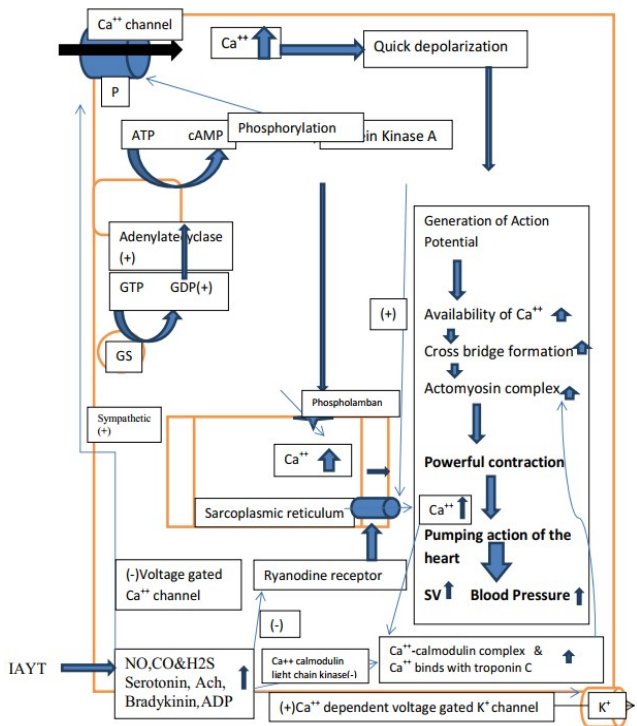 Ca++ channel
Ca++
Quick depolarization
P
ATP cAMP
Phosphorylation
ein Kinase A
Generation of Action
Potential
Adenylatecyclase
(+)
GTP GDP(+)
(+)
Availability of Ca++
Cross bridge formation
GS
Actomyosin complex
Phospholamban
Sympathetic
(+)
Ca++
Powerful contraction
Sarcoplasmic reticulum
Ca++
Pumping action of the
heart
(-)Voltage gated
Ca++ channel
Ryanodine receptor
SV Blood Pressure
(-)
IAYT
NO,CO&H2S
Serotonin, Ach,
Bradykinin, ADP
Ca++ calmodulin
light chain kinase(-)
Ca++-calmodulin complex &
Ca++ binds with troponin C
(+)Ca++ dependent voltage gated K+ channel
K+